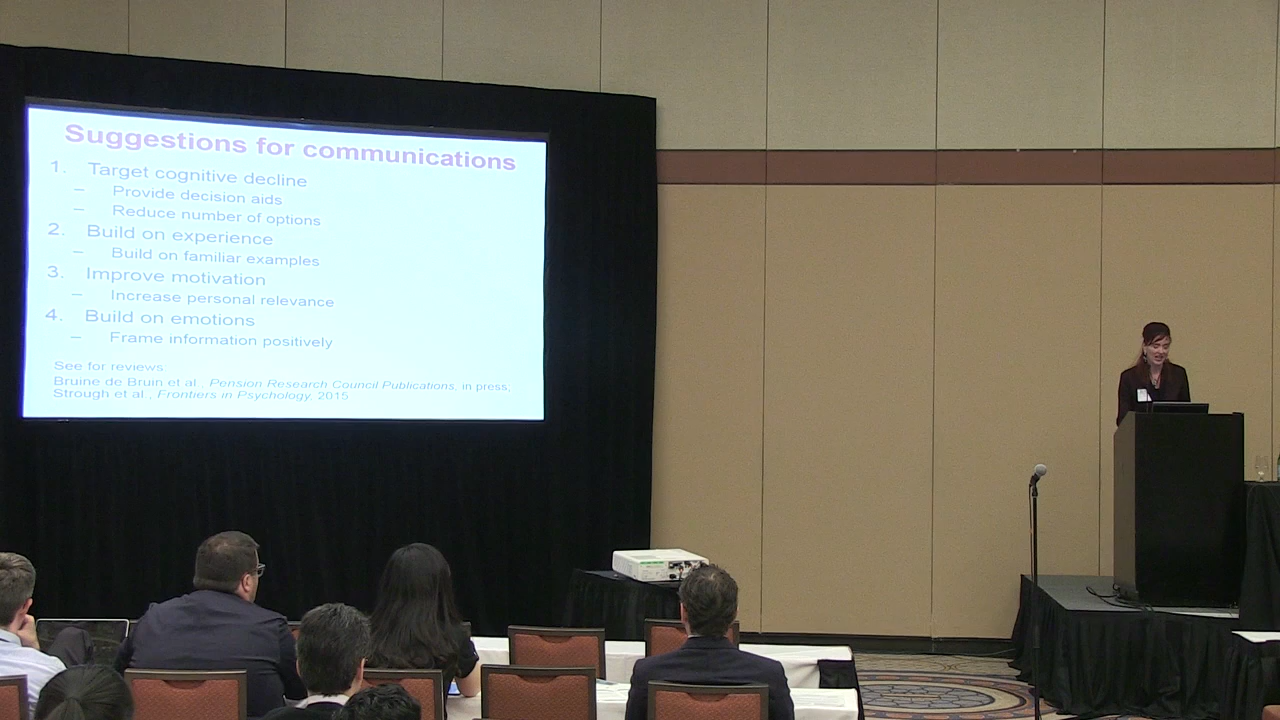 Suggestions for communications
1. Target cognitive decline
– Provide decision aids
– Reduce number of options
2. Build on experience
– Build on familiar examples
3. Improve motivation
– Increase personal relevance
4. Build on emotions
– Frame information positively
See for reviews:
Bruine de Bruin et al., Pension Research Council Publications, in press;
Strough et al., Frontiers in Psychology, 2015